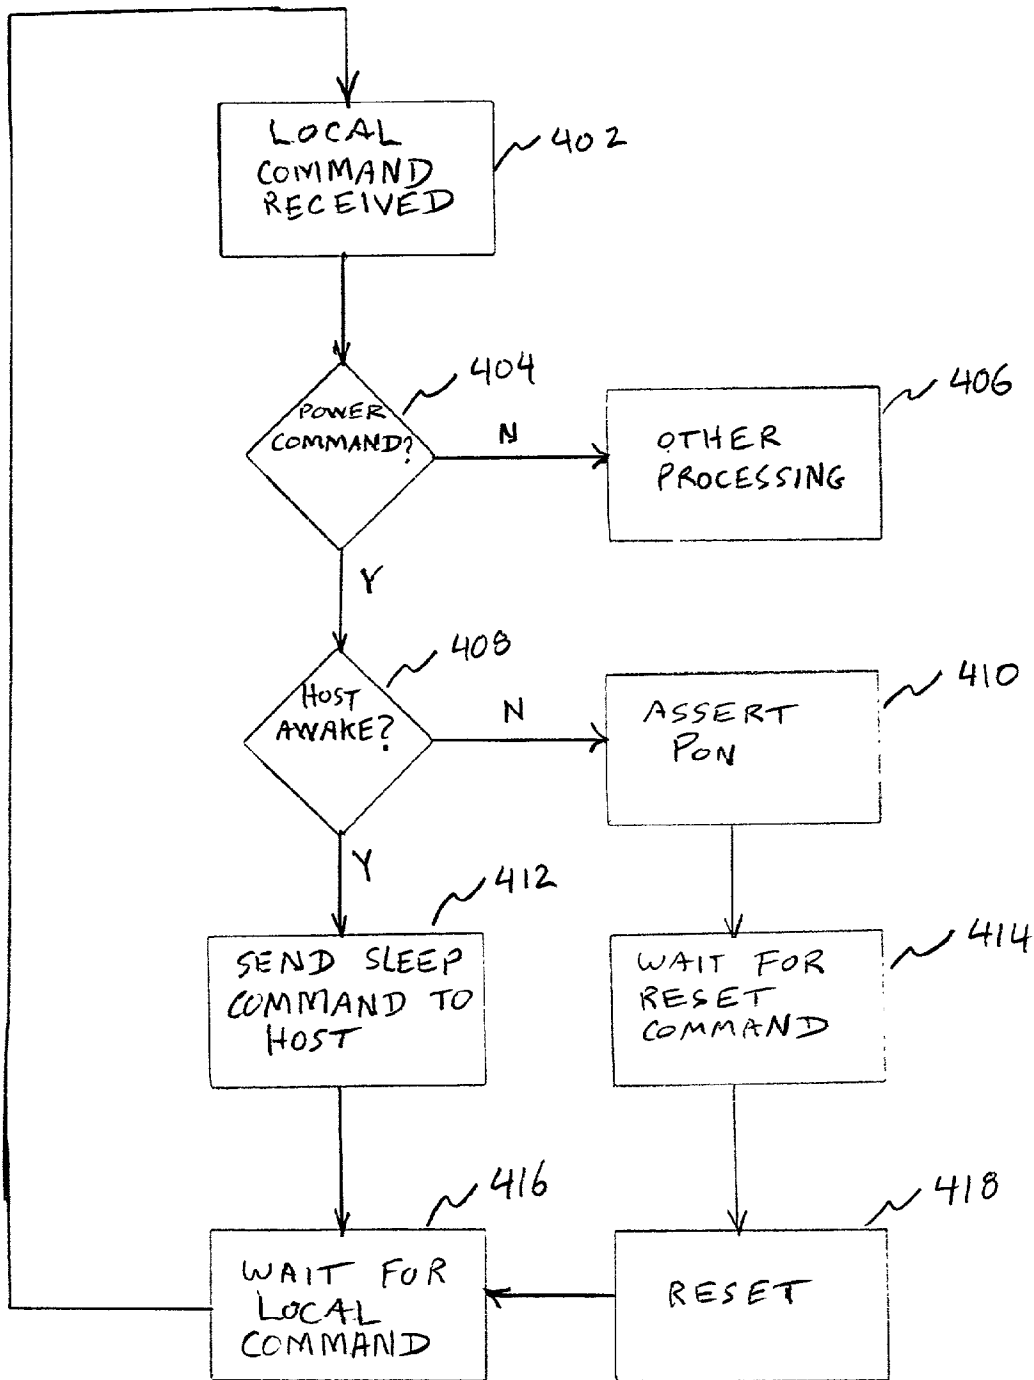 LOCAL
COMMAND
RECEIVED
402
POWER
COMMAND?
404
N
OTHER
PROCESSING
406
Y
HOST
AWAKE?
408
N
ASSERT
PON
410
Y
SEND SLEEP
COMMAND TO
HOST
412
WAIT FOR
RESET
COMMAND
414
WAIT FOR
LOCAL
COMMAND
416
RESET
418